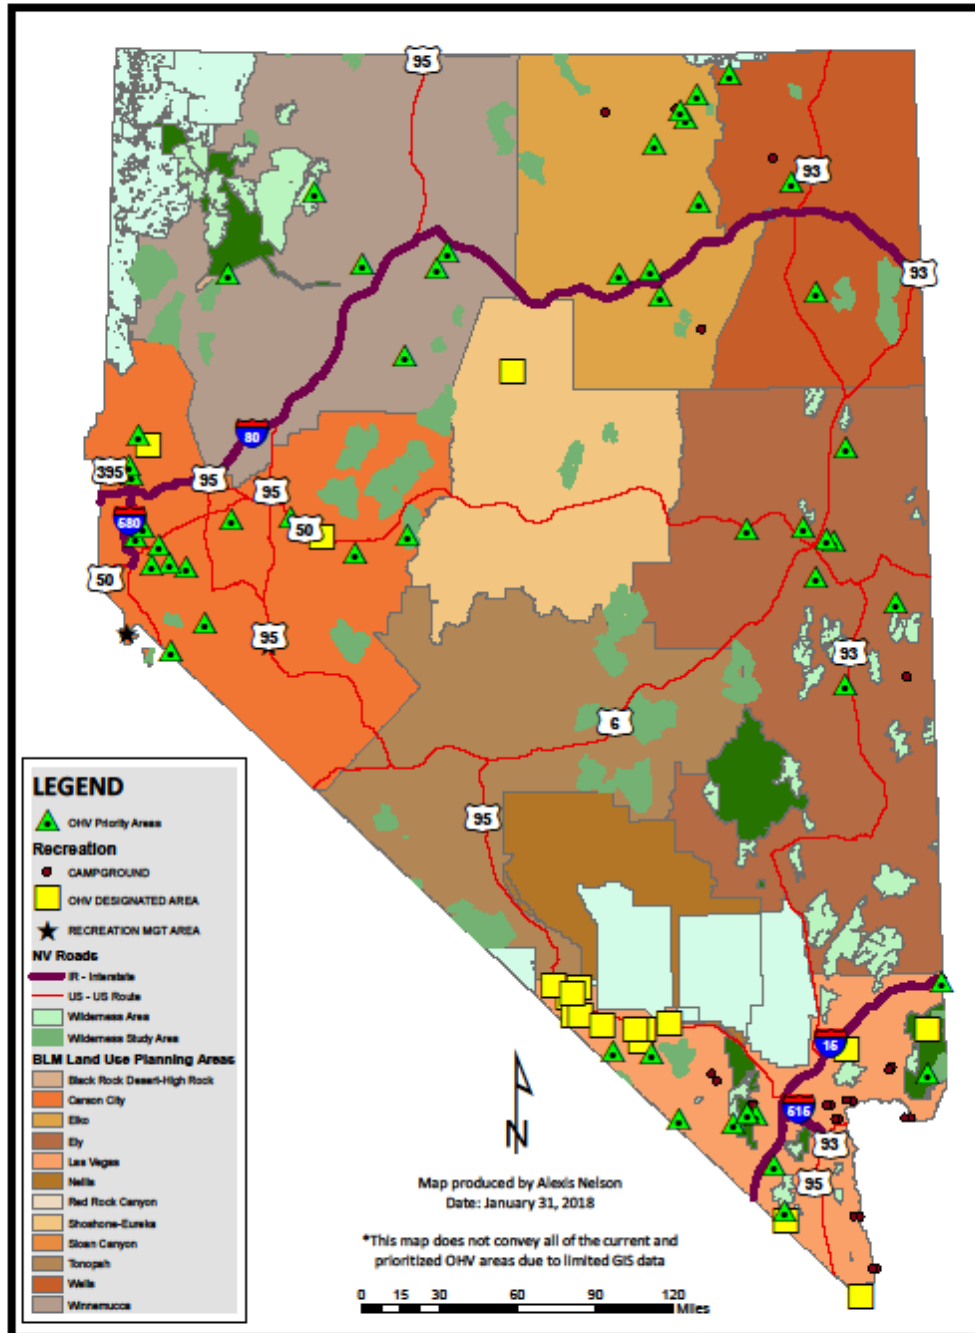 95
93
93
80
395
95
95
580
50
50
95
93
6
95
15
515
93
95
LEGEND
OHV Priority Areas
Recreation
CAMPGROUND
OHV DESIGNATED AREA
RECREATION MGT AREA
NV Roads
IR - Interstate
US - US Route
Wilderness Area
Wilderness Study Area
BLM Land Use Planning Areas
Black Rock Desert-High Rock
Carson City
Elko
Ely
Las Vegas
Nellis
Red Rock Canyon
Shoshone-Eureka
Sloan Canyon
Tonopah
Wells
Winnemucca
N
Map produced by Alexis Nelson
Date: January 31, 2018
*This map does not convey all of the current and
prioritized OHV areas due to limited GIS data
0 15 30 60 90 120
Miles